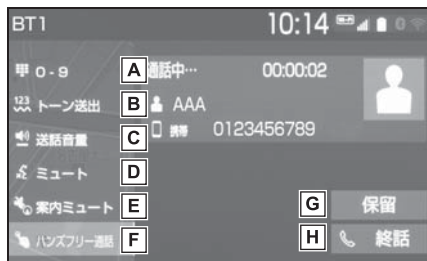 BT1 10:14
0-9 A 通話中… 00:00:02
123 トーン送出 B AAA
送話音量 C 携帯 0123456789
ミュート D
案内ミュート E G 保留
ハンズフリー通話 F H 終話